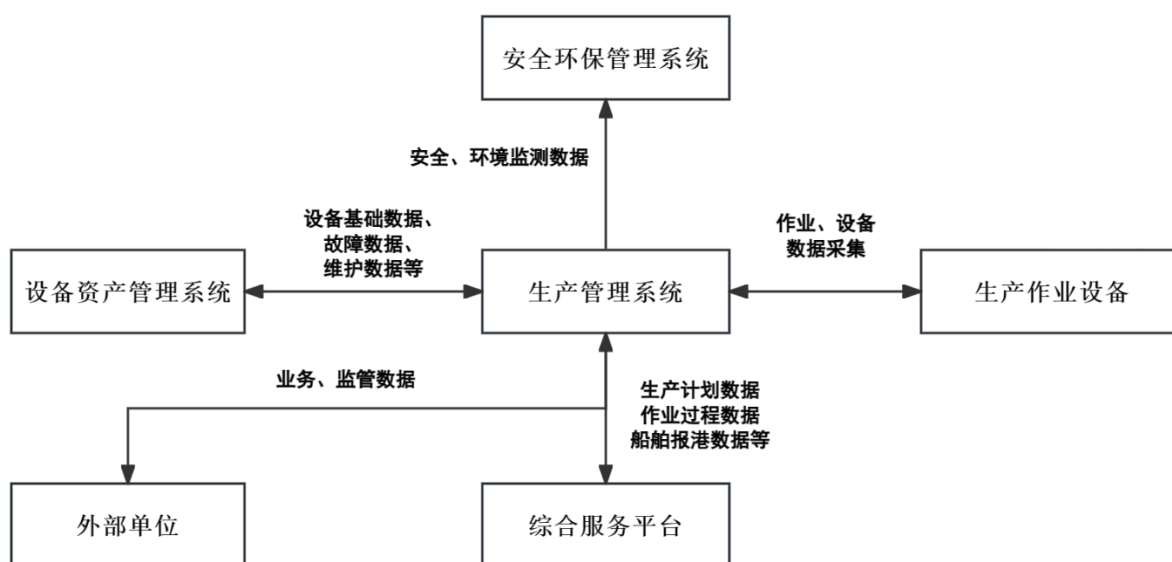 安全环保管理系统
安全、环境监测数据
设备基础数据、
故障数据、
维护数据等
作业、设备
数据采集
设备资产管理系统
生产管理系统
生产作业设备
业务、监管数据
生产计划数据
作业过程数据
船舶报港数据等
外部单位
综合服务平台